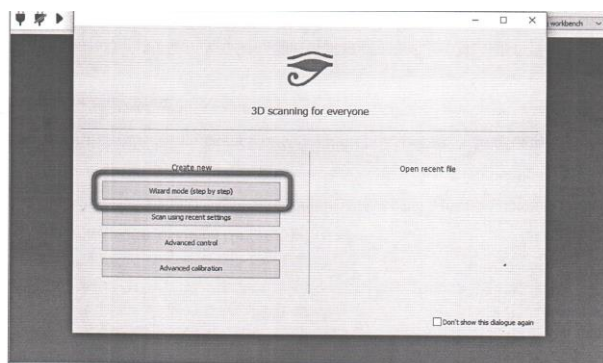 workbench
3D scanning for everyone
Create new
Open recent file
Wizard mode (step by step)
Scan using recent settings
Advanced control
Advanced calibration
Don't show this dialogue again